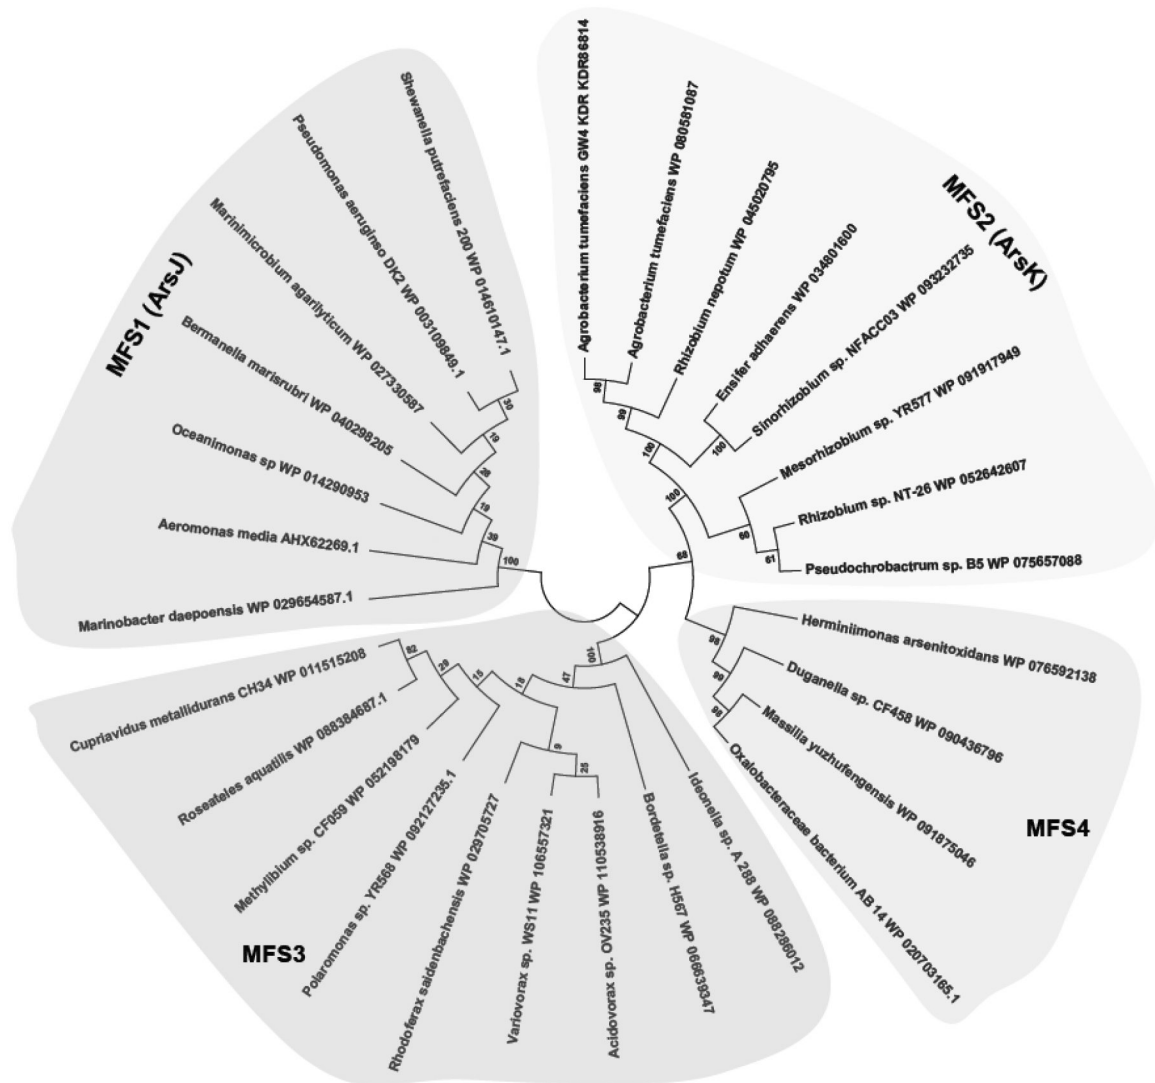 MFS1 (ArsJ)
Shewanella putrefaciens 200 WP 014610147.1
Pseudomonas aeruginso DK2 WP 003109849.1
Marinimicrobium agarilyticum WP 027330587
Bermanella marisrubri WP 040298205
Oceanimonas sp WP 014290953
Aeromonas media AHX62269.1
Marinobacter daepoensis WP 029654587.1
30
19
28
19
39
100
MFS2 (ArsK)
Agrobacterium tumefaciens GW4 KDR KDR86814
Agrobacterium tumefaciens WP 080581087
Rhizobium nepotum WP 045020795
Ensifer adhaerens WP 034801600
Sinorhizobium sp. NFACC03 WP 093232735
Mesorhizobium sp. YR577 WP 091917949
Rhizobium sp. NT-26 WP 052642607
Pseudochrobactrum sp. B5 WP 075657088
98
99
100
100
100
60
61
68
MFS4
Herminiimonas arsenitoxidans WP 076592138
Duganella sp. CF458 WP 090436796
Massilia yuzhufengensis WP 091875046
Oxalobacteraceae bacterium AB 14 WP 020703165.1
98
99
98
MFS3
Cupriavidus metallidurans CH34 WP 011515208
Roseateles aquatilis WP 088384687.1
Methylibium sp. CF059 WP 052198179
Polaromonas sp. YR568 WP 092127235.1
Rhodoferax saidenbachensis WP 029705727
Variovorax sp. WS11 WP 106557321
Acidovorax sp. OV235 WP 110538916
Bordetella sp. H567 WP 066639347
Ideonella sp. A 288 WP 088286012
82
29
15
18
47
100
9
25